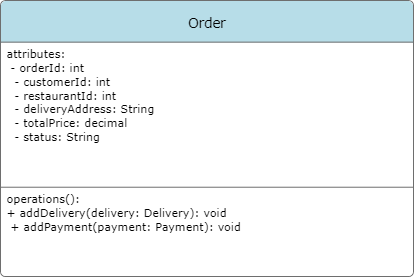 Order
attributes:
- orderId: int
- customerId: int
- restaurantId: int
- deliveryAddress: String
- totalPrice: decimal
- status: String
operations():
+ addDelivery(delivery: Delivery): void
+ addPayment(payment: Payment): void